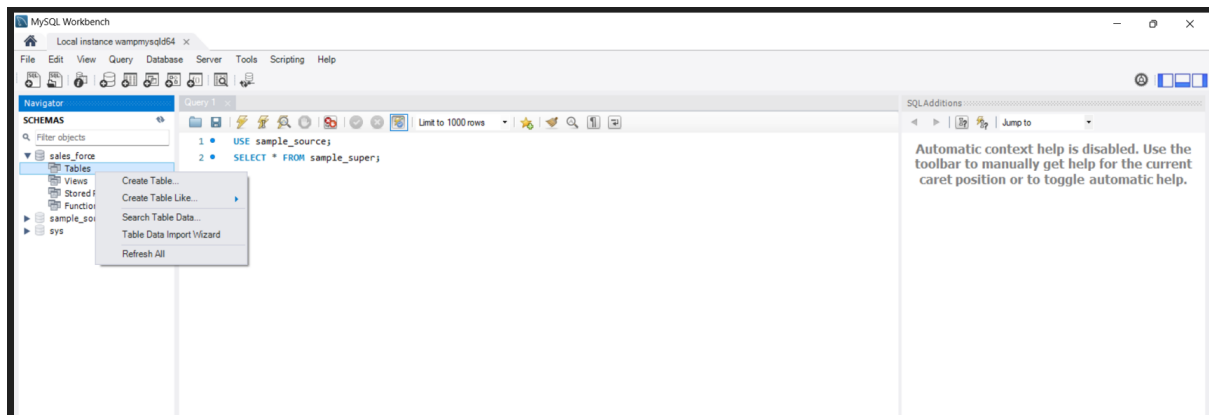 MySQL Workbench
Local instance wampmysqld64
File Edit View Query Database Server Tools Scripting Help
Navigator
SCHEMAS
Filter objects
sales_force
Tables
Views
Stored
Function
sys
Create Table...
Create Table Like...
Search Table Data...
Table Data Import Wizard
Refresh All
Query 1
Limit to 1000 rows
1 USE sample_source;
2 SELECT * FROM sample_super;
SQLAdditions
Jump to
Automatic context help is disabled. Use the
toolbar to manually get help for the current
caret position or to toggle automatic help.